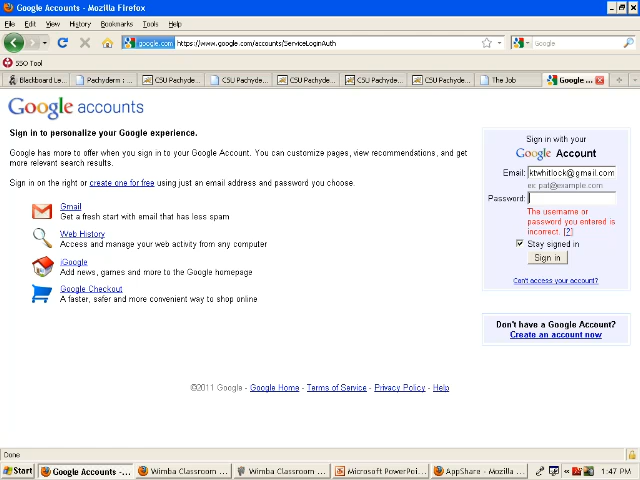 Google Accounts - Mozilla Firefox
File Edit View History Bookmarks Tools Help
google.com https://www.google.com/accounts/ServiceLoginAuth
Google
SSO Tool
Blackboard Le...
Pachyderm : ...
CSU Pachyde...
CSU Pachyde...
CSU Pachyde...
CSU Pachyde...
CSU Pachyde...
The Job
Google ...
Google accounts
Sign in to personalize your Google experience.
Google has more to offer when you sign in to your Google Account. You can customize pages, view recommendations, and get
more relevant search results.
Sign in on the right or create one for free using just an email address and password you choose.
Gmail
Get a fresh start with email that has less spam
Web History
Access and manage your web activity from any computer
iGoogle
Add news, games and more to the Google homepage
Google Checkout
A faster, safer and more convenient way to shop online
Sign in with your
Google Account
Email: ktwhitlock@gmail.com
ex: pat@example.com
Password:
The username or
password you entered is
incorrect. [?]
Stay signed in
Sign in
Can't access your account?
Don't have a Google Account?
Create an account now
©2011 Google - Google Home - Terms of Service - Privacy Policy - Help
Done
Start
Google Accounts -...
Wimba Classroom ...
Wimba Classroom ...
Microsoft PowerPoi...
AppShare - Mozilla ...
1:47 PM